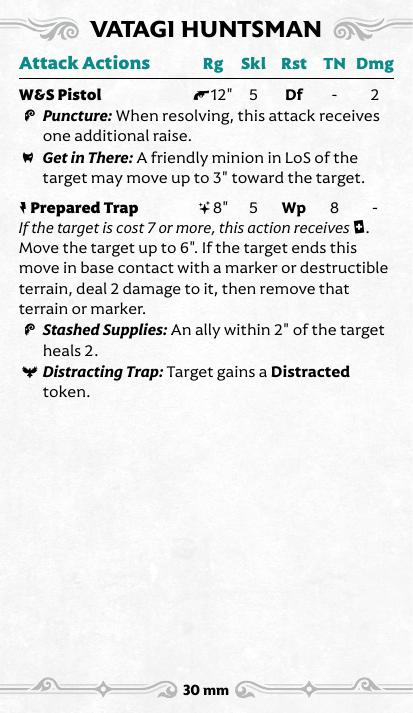 VATAGI HUNTSMAN
Attack Actions Rg Skl Rst TN Dmg
W&S Pistol 12" 5 Df - 2
Puncture: When resolving, this attack receives
one additional raise.
Get in There: A friendly minion in LoS of the
target may move up to 3" toward the target.
Prepared Trap 8" 5 Wp 8 -
If the target is cost 7 or more, this action receives .
Move the target up to 6". If the target ends this
move in base contact with a marker or destructible
terrain, deal 2 damage to it, then remove that
terrain or marker.
Stashed Supplies: An ally within 2" of the target
heals 2.
Distracting Trap: Target gains a Distracted
token.
30 mm